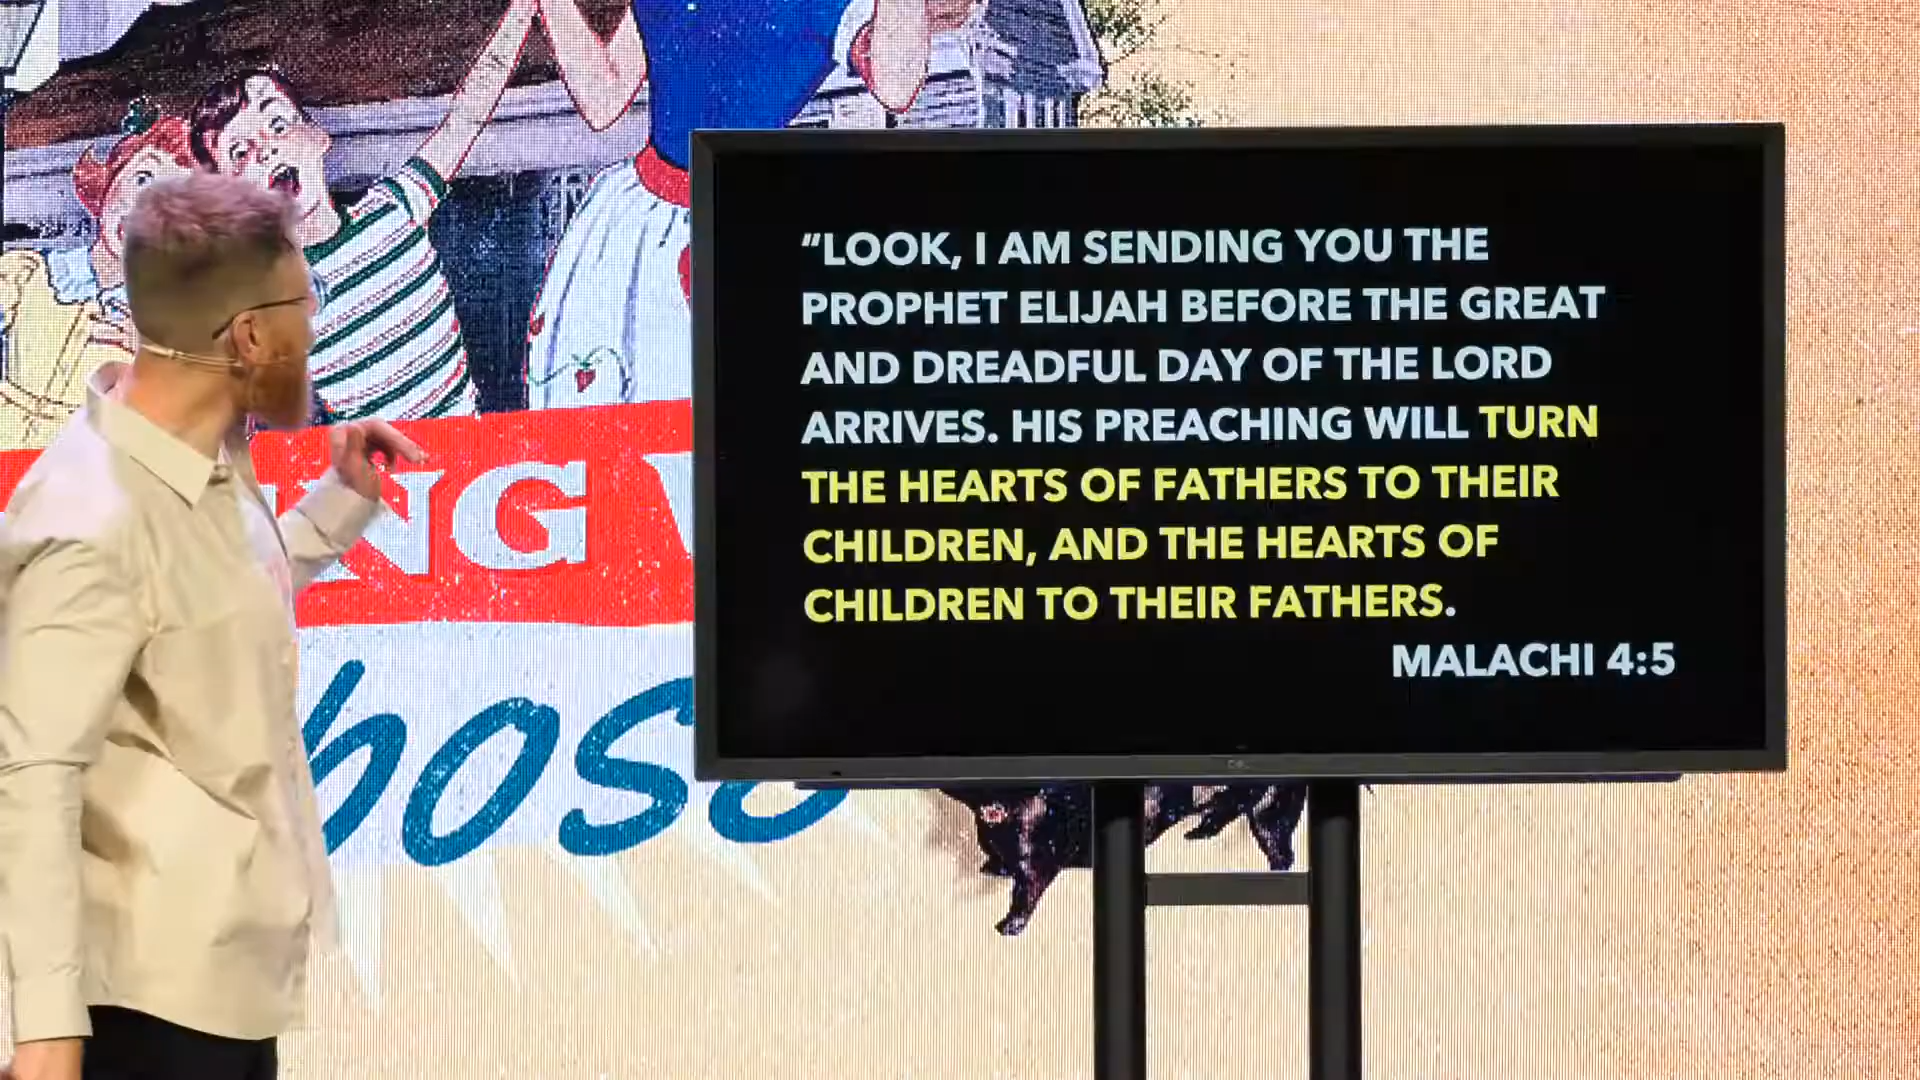 "LOOK, I AM SENDING YOU THE
PROPHET ELIJAH BEFORE THE GREAT
AND DREADFUL DAY OF THE LORD
ARRIVES. HIS PREACHING WILL TURN
THE HEARTS OF FATHERS TO THEIR
CHILDREN, AND THE HEARTS OF
CHILDREN TO THEIR FATHERS.
MALACHI 4:5
NG
pose